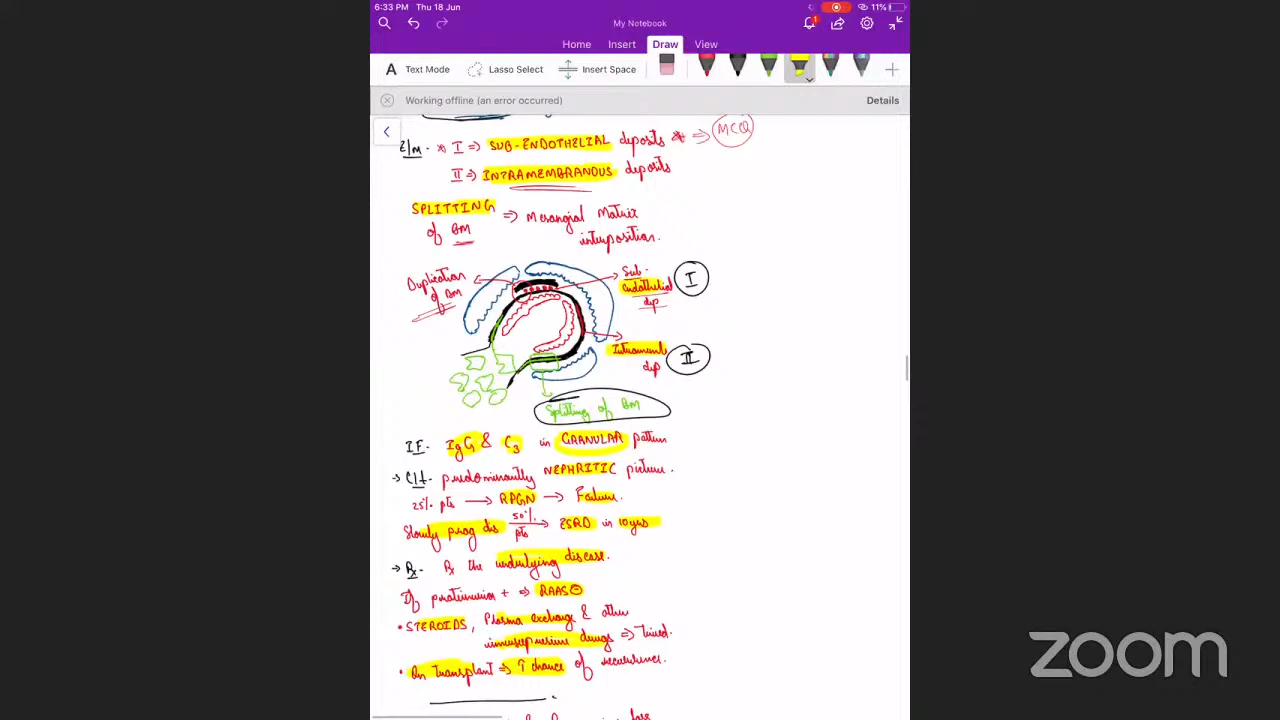 6:33 PM Thu 18 Jun
11%
My Notebook
Home Insert Draw View
A Text Mode Lasso Select Insert Space
Working offline (an error occurred) Details
E/M. * I ⇒ SUB-ENDOTHELIAL deposits * ⇒ MCQ
II ⇒ INTRAMEMBRANOUS deposits
SPLITTING of BM ⇒ Mesangial Matrix interposition.
Duplication of BM
Sub-endothelial dep I
dep II
Splitting of BM
I.F. IgG & C3 in GRANULAR pattern
→ C/f. predominantly NEPHRITIC picture.
25% pts → RPGN → Failure.
Slowly prog dis 50% pts → ESRD in 10 yrs
→ Rx. Rx the underlying disease.
If proteinuria + ⇒ RAAS ⊖
• STEROIDS, Plasma exchange & other
drugs ⇒ Tried.
• In transplant ⇒ ↑ chance of recurrence.
zoom